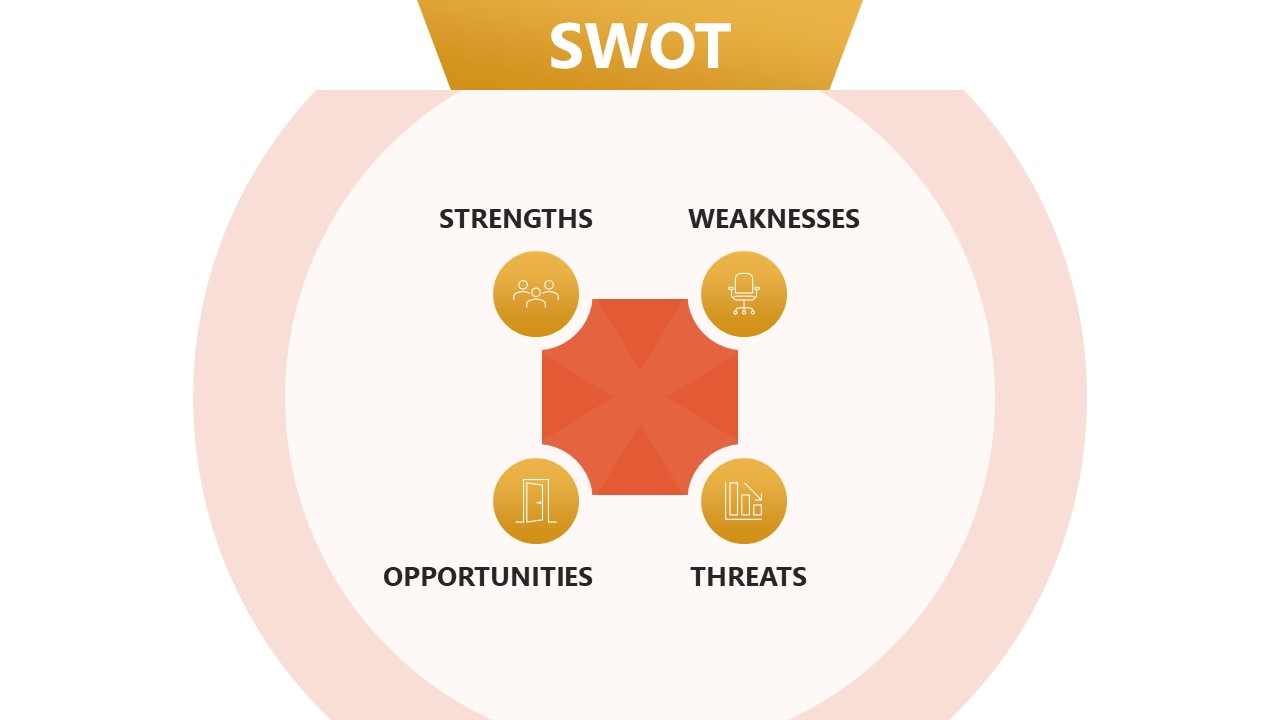 SWOT
STRENGTHS
WEAKNESSES
OPPORTUNITIES
THREATS